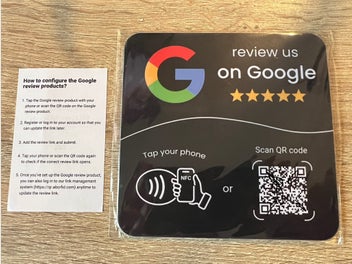 How to configure the Google
review products?
1. Tap the Google review product with your
phone or scan the QR code on the Google
review product.
2. Register or log in to your account so that you
can update the link later.
3. Add the review link and submit.
4. Tap your phone or scan the QR code again
to check if the correct review link opens.
5. Once you've set up the Google review product,
you can also log in to our link management
system anytime to
update the review link.
G
review us
on Google
Tap your phone
NFC
or
Scan QR code